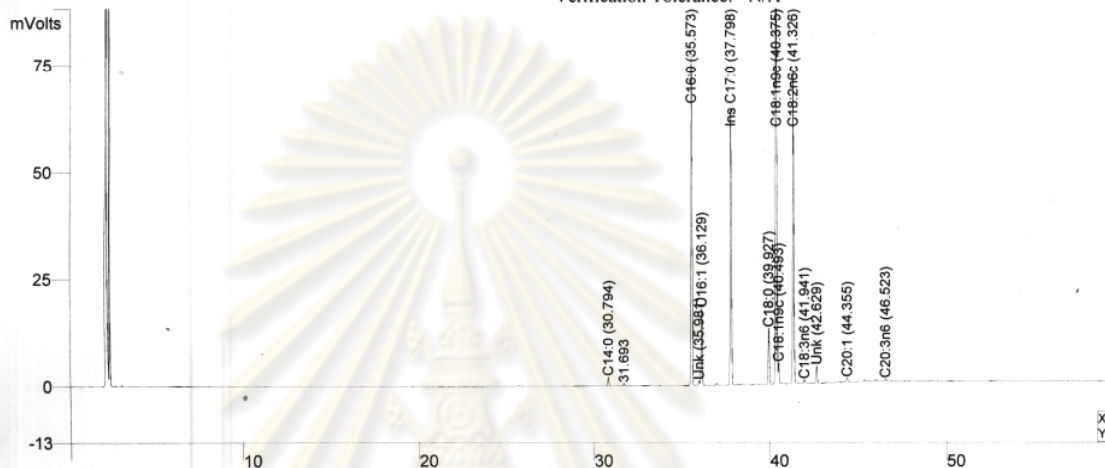 mVolts
75
50
25
0
-13
C14:0 (30.794)
31.693
C16:0 (35.573)
Unk (35.981)
C16:1 (36.129)
Ins C17:0 (37.798)
C18:0 (39.927)
C18:1n9c (40.375)
C18:1n9c (40.493)
C18:2n6c (41.326)
C18:3n6 (41.941)
Unk (42.629)
C20:1 (44.355)
C20:3n6 (46.523)
10
20
30
40
50
X
Y